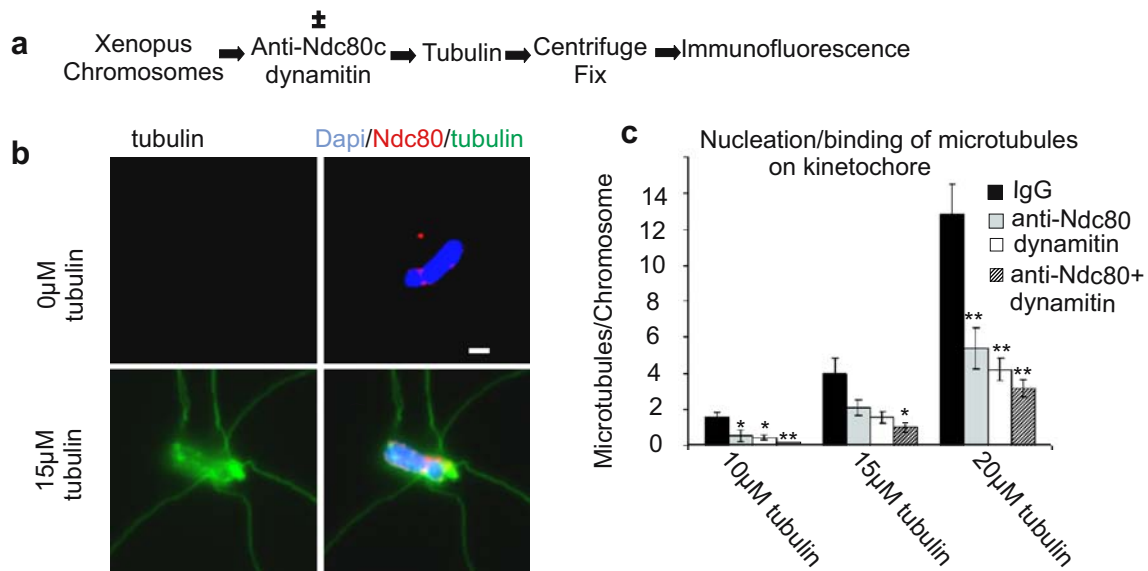 a
±
Xenopus Chromosomes
Anti-Ndc80c dynamitin
Tubulin
Centrifuge Fix
Immunofluorescence
b
tubulin
Dapi/Ndc80/tubulin
0µM tubulin
15µM tubulin
c
Nucleation/binding of microtubules
on kinetochore
Microtubules/Chromosome
14
12
10
8
6
4
2
0
IgG
anti-Ndc80
dynamitin
anti-Ndc80+
dynamitin
* * **
*
** ** **
10µM tubulin
15µM tubulin
20µM tubulin